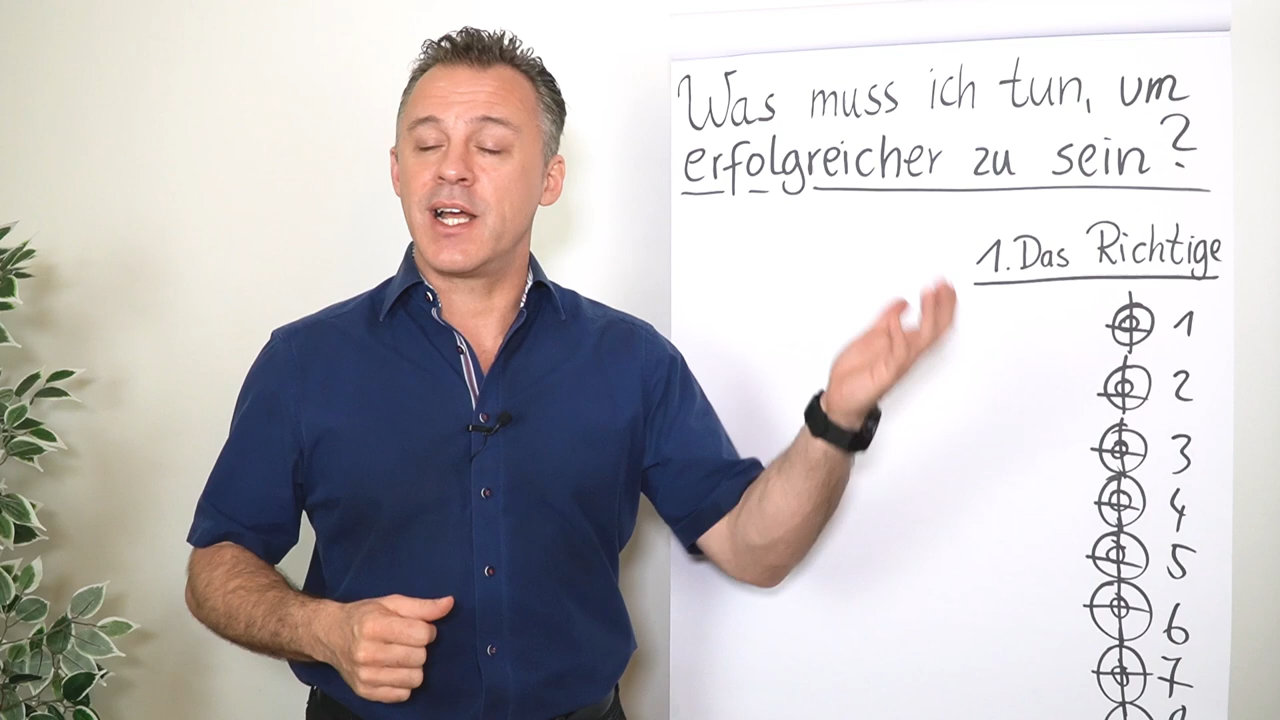 Was muss ich tun, um
erfolgreicher zu sein?
1. Das Richtige
1
2
3
4
5
6
7